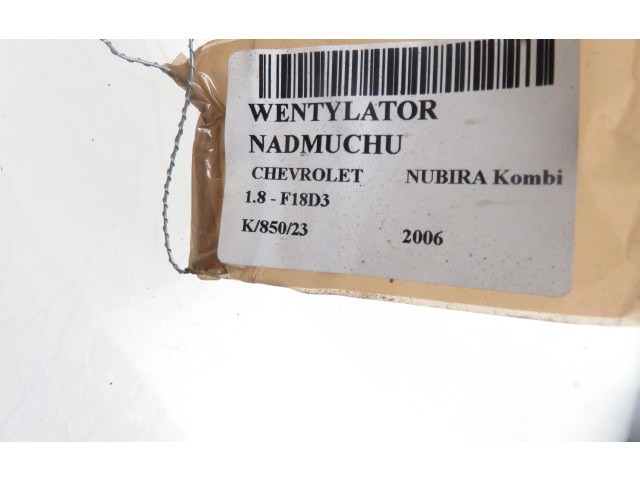 WENTYLATOR
NADMUCHU
CHEVROLET NUBIRA Kombi
1.8 - F18D3
K/850/23 2006